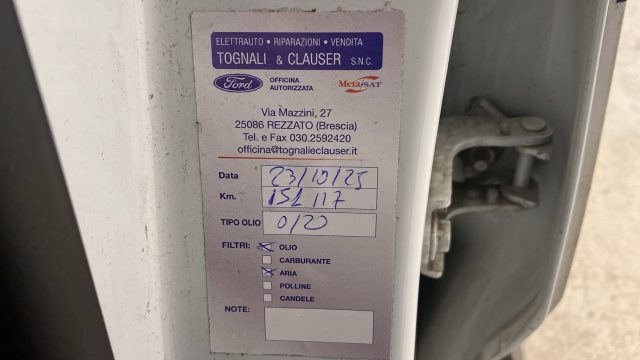 ELETTRAUTO • RIPARAZIONI • VENDITA
TOGNALI & CLAUSER S.N.C.
Ford OFFICINA AUTORIZZATA MetaSAT
Via Mazzini, 27
25086 REZZATO (Brescia)
Tel. e Fax 030.2592420
officina@tognalieclauser.it
Data 23/10/25
Km. 117
TIPO OLIO 0/20
FILTRI: OLIO
CARBURANTE
ARIA
POLLINE
CANDELE
NOTE: